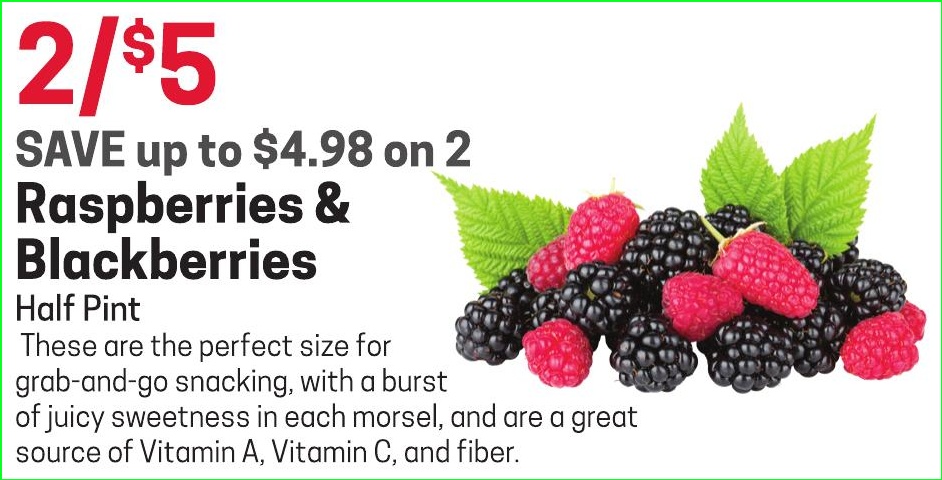 2/$5
SAVE up to $4.98 on 2
Raspberries &
Blackberries
Half Pint
These are the perfect size for
grab-and-go snacking, with a burst
of juicy sweetness in each morsel, and are a great
source of Vitamin A, Vitamin C, and fiber.